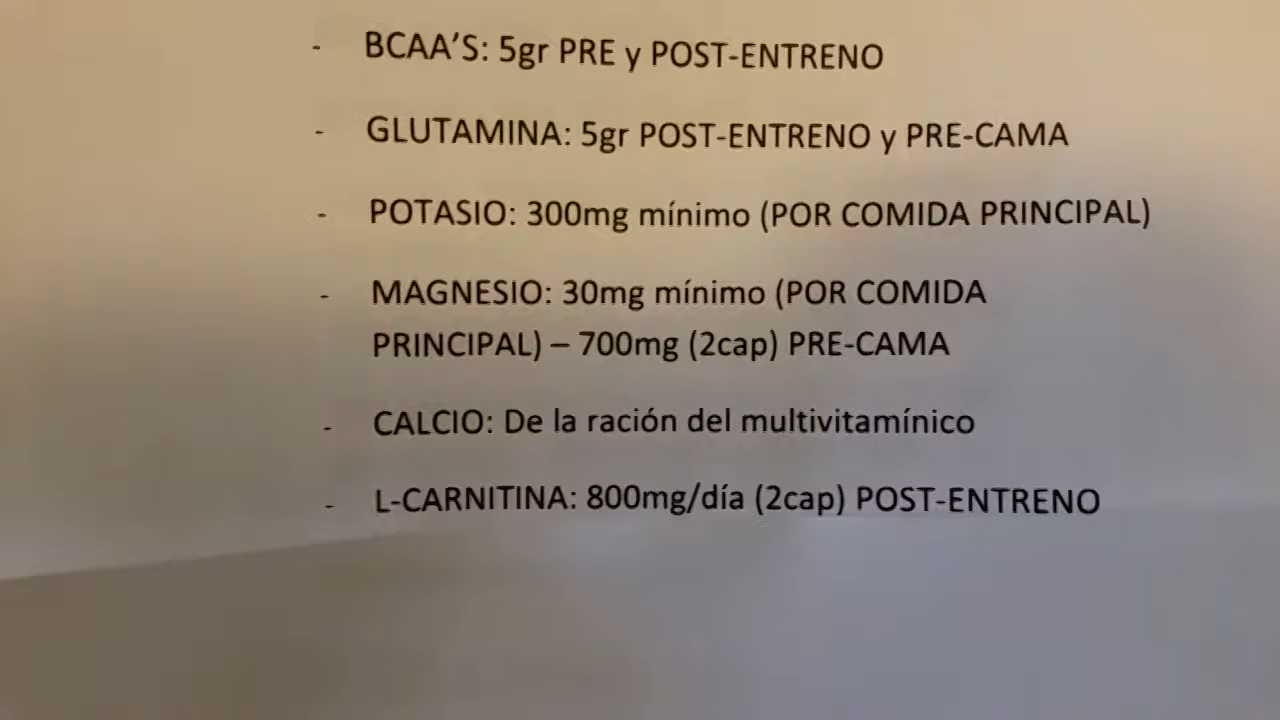 - BCAA'S: 5gr PRE y POST-ENTRENO
- GLUTAMINA: 5gr POST-ENTRENO y PRE-CAMA
- POTASIO: 300mg mínimo (POR COMIDA PRINCIPAL)
- MAGNESIO: 30mg mínimo (POR COMIDA
PRINCIPAL) – 700mg (2cap) PRE-CAMA
- CALCIO: De la ración del multivitamínico
- L-CARNITINA: 800mg/día (2cap) POST-ENTRENO